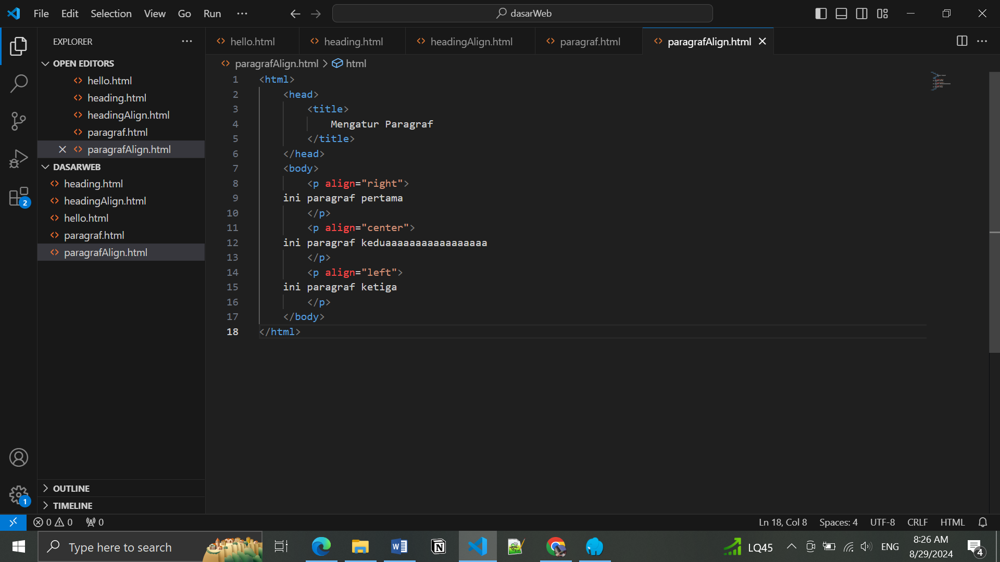 File Edit Selection View Go Run ··· dasarWeb
EXPLORER
OPEN EDITORS
hello.html
heading.html
headingAlign.html
paragraf.html
paragrafAlign.html
DASARWEB
heading.html
headingAlign.html
hello.html
paragraf.html
paragrafAlign.html
OUTLINE
TIMELINE
2
1
hello.html heading.html headingAlign.html paragraf.html paragrafAlign.html
paragrafAlign.html > html
1 <html>
2 <head>
3 <title>
4 Mengatur Paragraf
5 </title>
6 </head>
7 <body>
8 <p align="right">
9 ini paragraf pertama
10 </p>
11 <p align="center">
12 ini paragraf keduaaaaaaaaaaaaaaaaa
13 </p>
14 <p align="left">
15 ini paragraf ketiga
16 </p>
17 </body>
18 </html>
0 0 0 Ln 18, Col 8 Spaces: 4 UTF-8 CRLF HTML
Type here to search LQ45 ENG 8:26 AM
8/29/2024 4